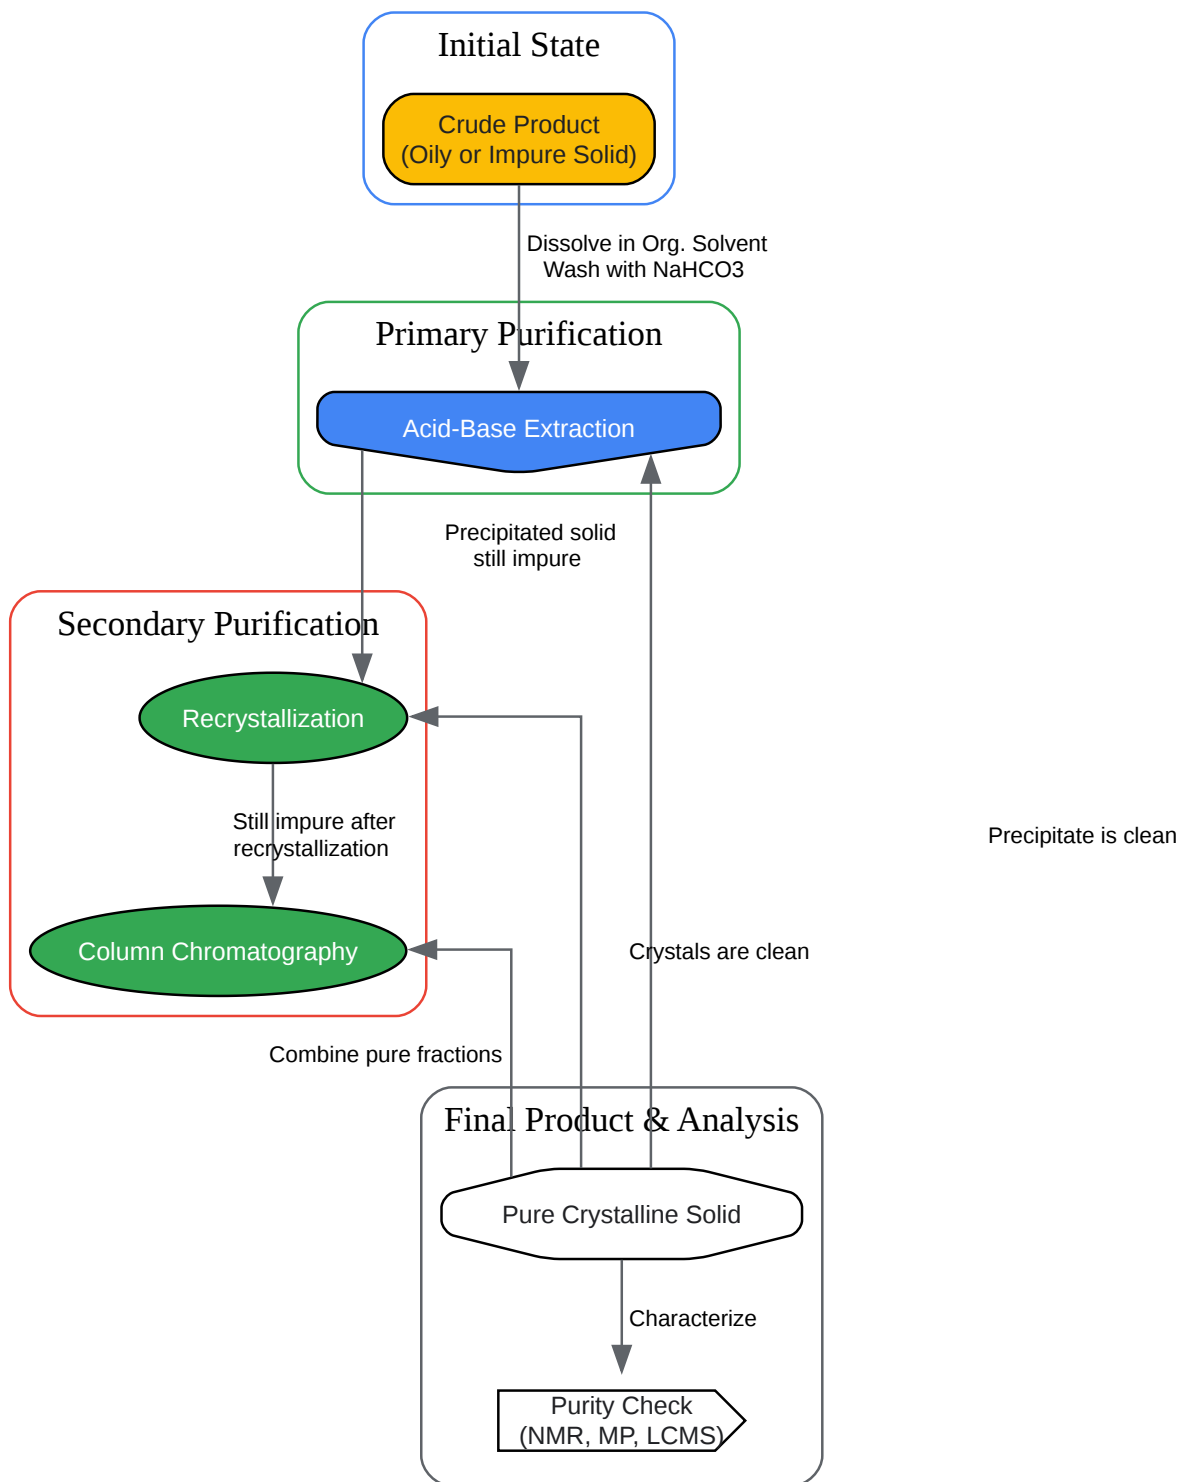 Initial State
Crude Product
(Oily or Impure Solid)
Dissolve in Org. Solvent
Wash with NaHCO3
Primary Purification
Acid-Base Extraction
Precipitated solid
still impure
Secondary Purification
Recrystallization
Still impure after
recrystallization
Precipitate is clean
Column Chromatography
Crystals are clean
Combine pure fractions
Final Product & Analysis
Pure Crystalline Solid
Characterize
Purity Check
(NMR, MP, LCMS)